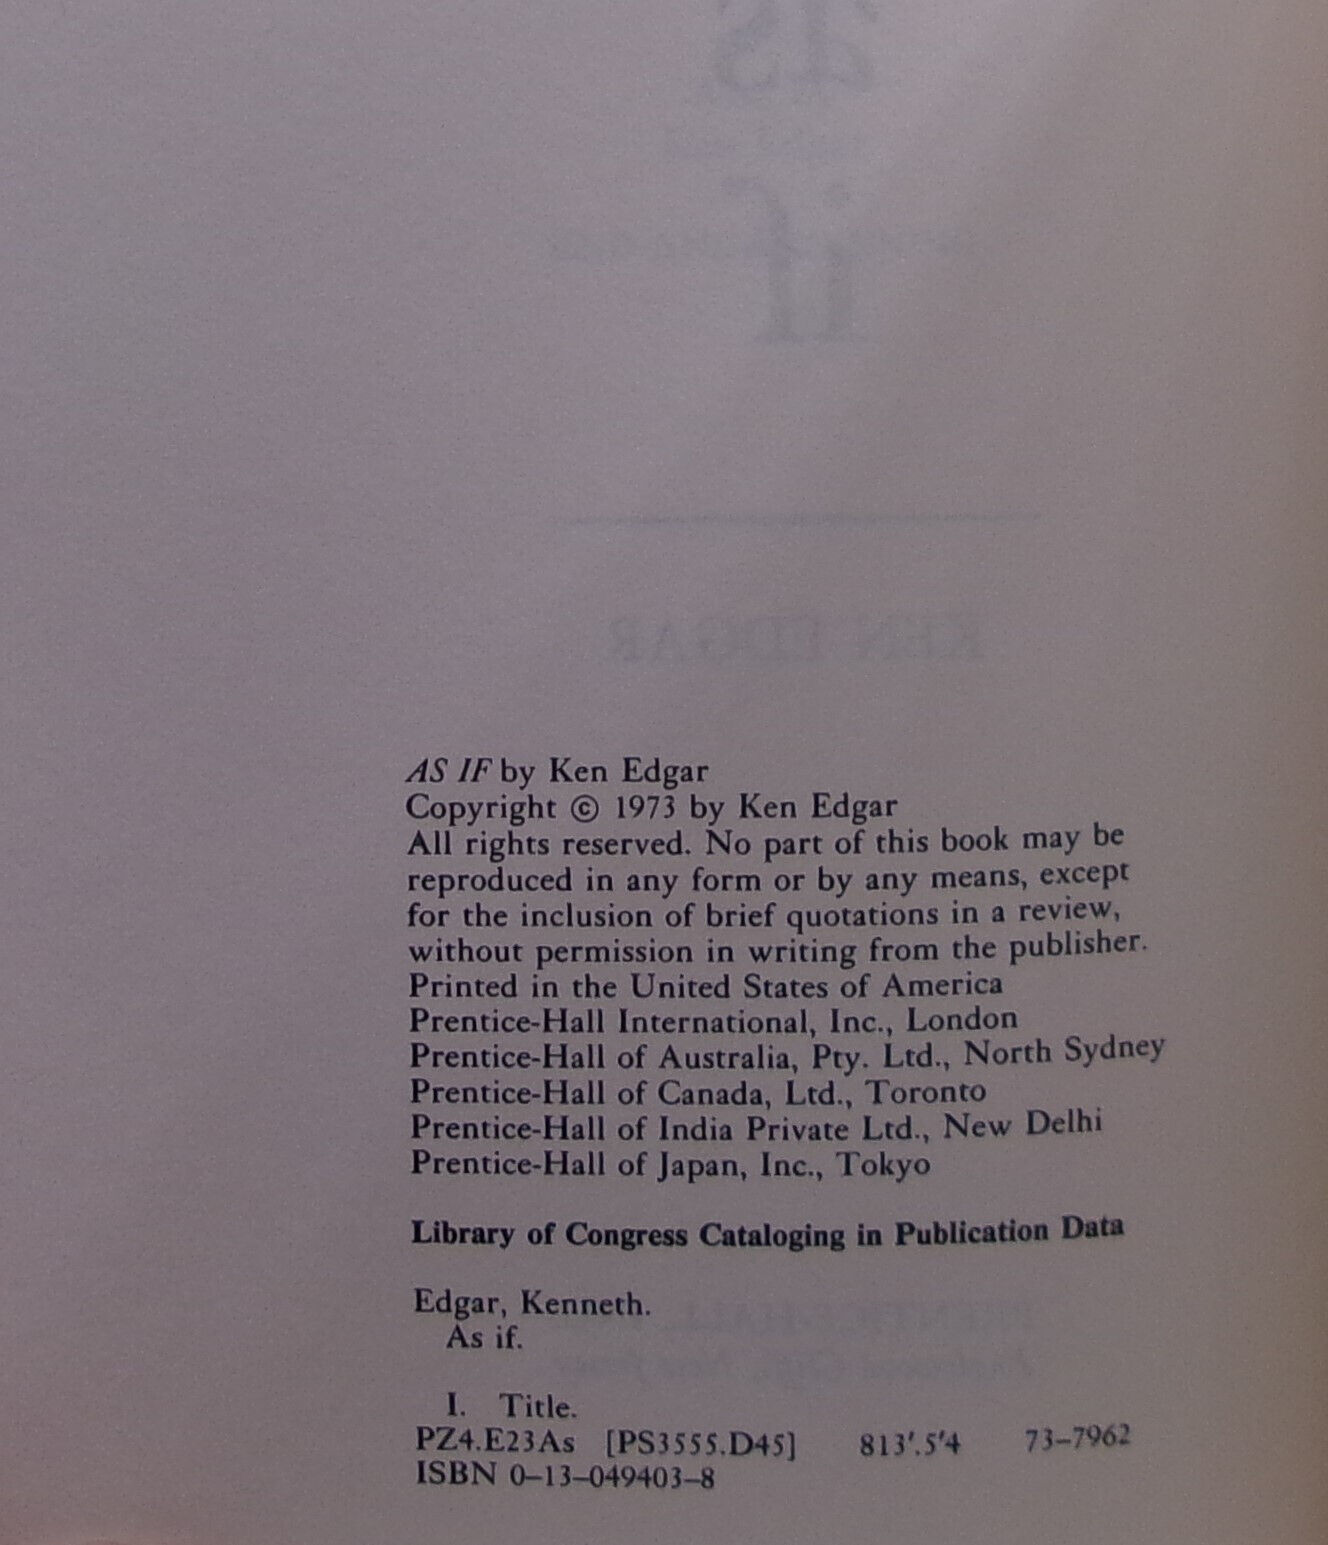 as
if
KEN EDGAR
AS IF by Ken Edgar
Copyright © 1973 by Ken Edgar
All rights reserved. No part of this book may be
reproduced in any form or by any means, except
for the inclusion of brief quotations in a review,
without permission in writing from the publisher.
Printed in the United States of America
Prentice-Hall International, Inc., London
Prentice-Hall of Australia, Pty. Ltd., North Sydney
Prentice-Hall of Canada, Ltd., Toronto
Prentice-Hall of India Private Ltd., New Delhi
Prentice-Hall of Japan, Inc., Tokyo
Library of Congress Cataloging in Publication Data
Edgar, Kenneth.
As if.
I. Title.
PZ4.E23As [PS3555.D45] 813'.5'4 73–7962
ISBN 0–13–049403–8